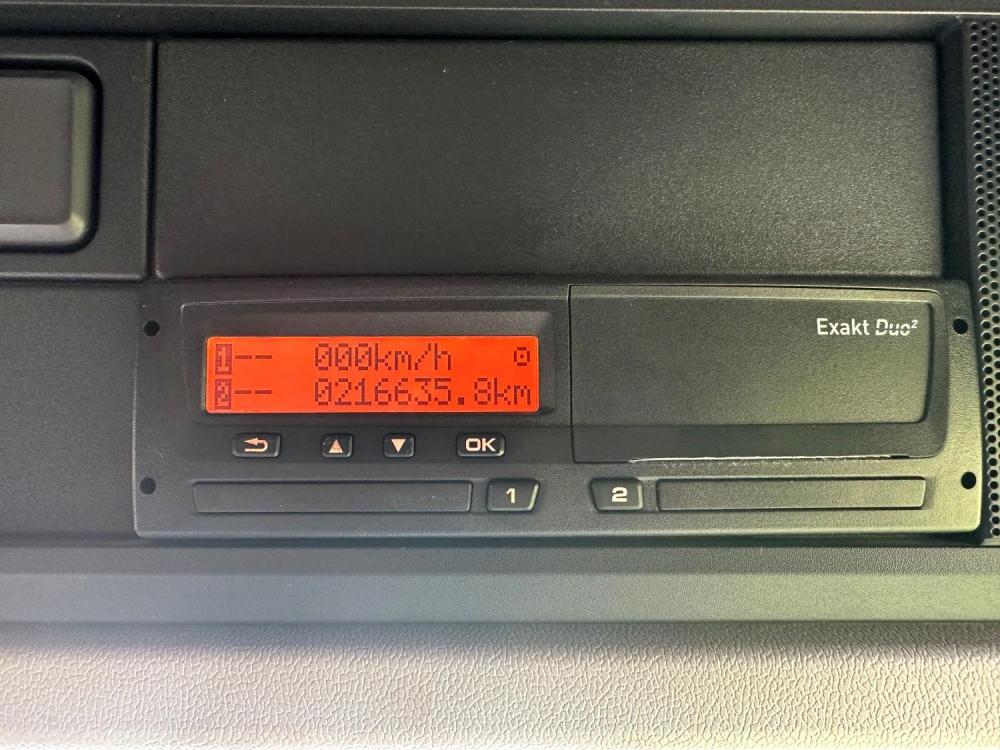 Exakt Duo²
1-- 000km/h
2-- 0216635.8km
OK
1
2